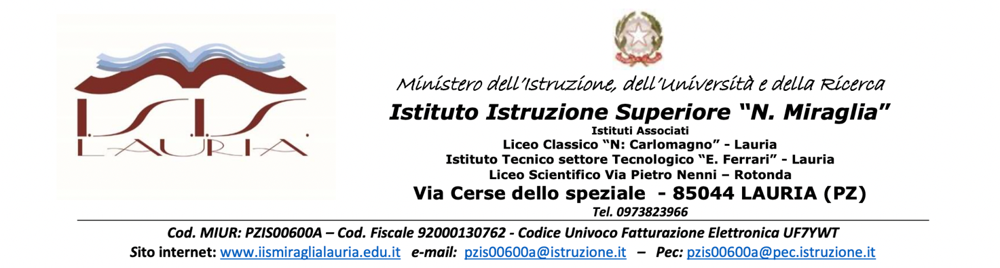 I.S.I.S.
LAURIA
Ministero dell'Istruzione, dell'Università e della Ricerca
Istituto Istruzione Superiore “N. Miraglia”
Istituti Associati
Liceo Classico “N: Carlomagno” - Lauria
Istituto Tecnico settore Tecnologico “E. Ferrari” - Lauria
Liceo Scientifico Via Pietro Nenni – Rotonda
Via Cerse dello speziale - 85044 LAURIA (PZ)
Tel. 0973823966
Cod. MIUR: PZIS00600A – Cod. Fiscale 92000130762 - Codice Univoco Fatturazione Elettronica UF7YWT
Sito internet: www.iismiraglialauria.edu.it e-mail: pzis00600a@istruzione.it – Pec: pzis00600a@pec.istruzione.it